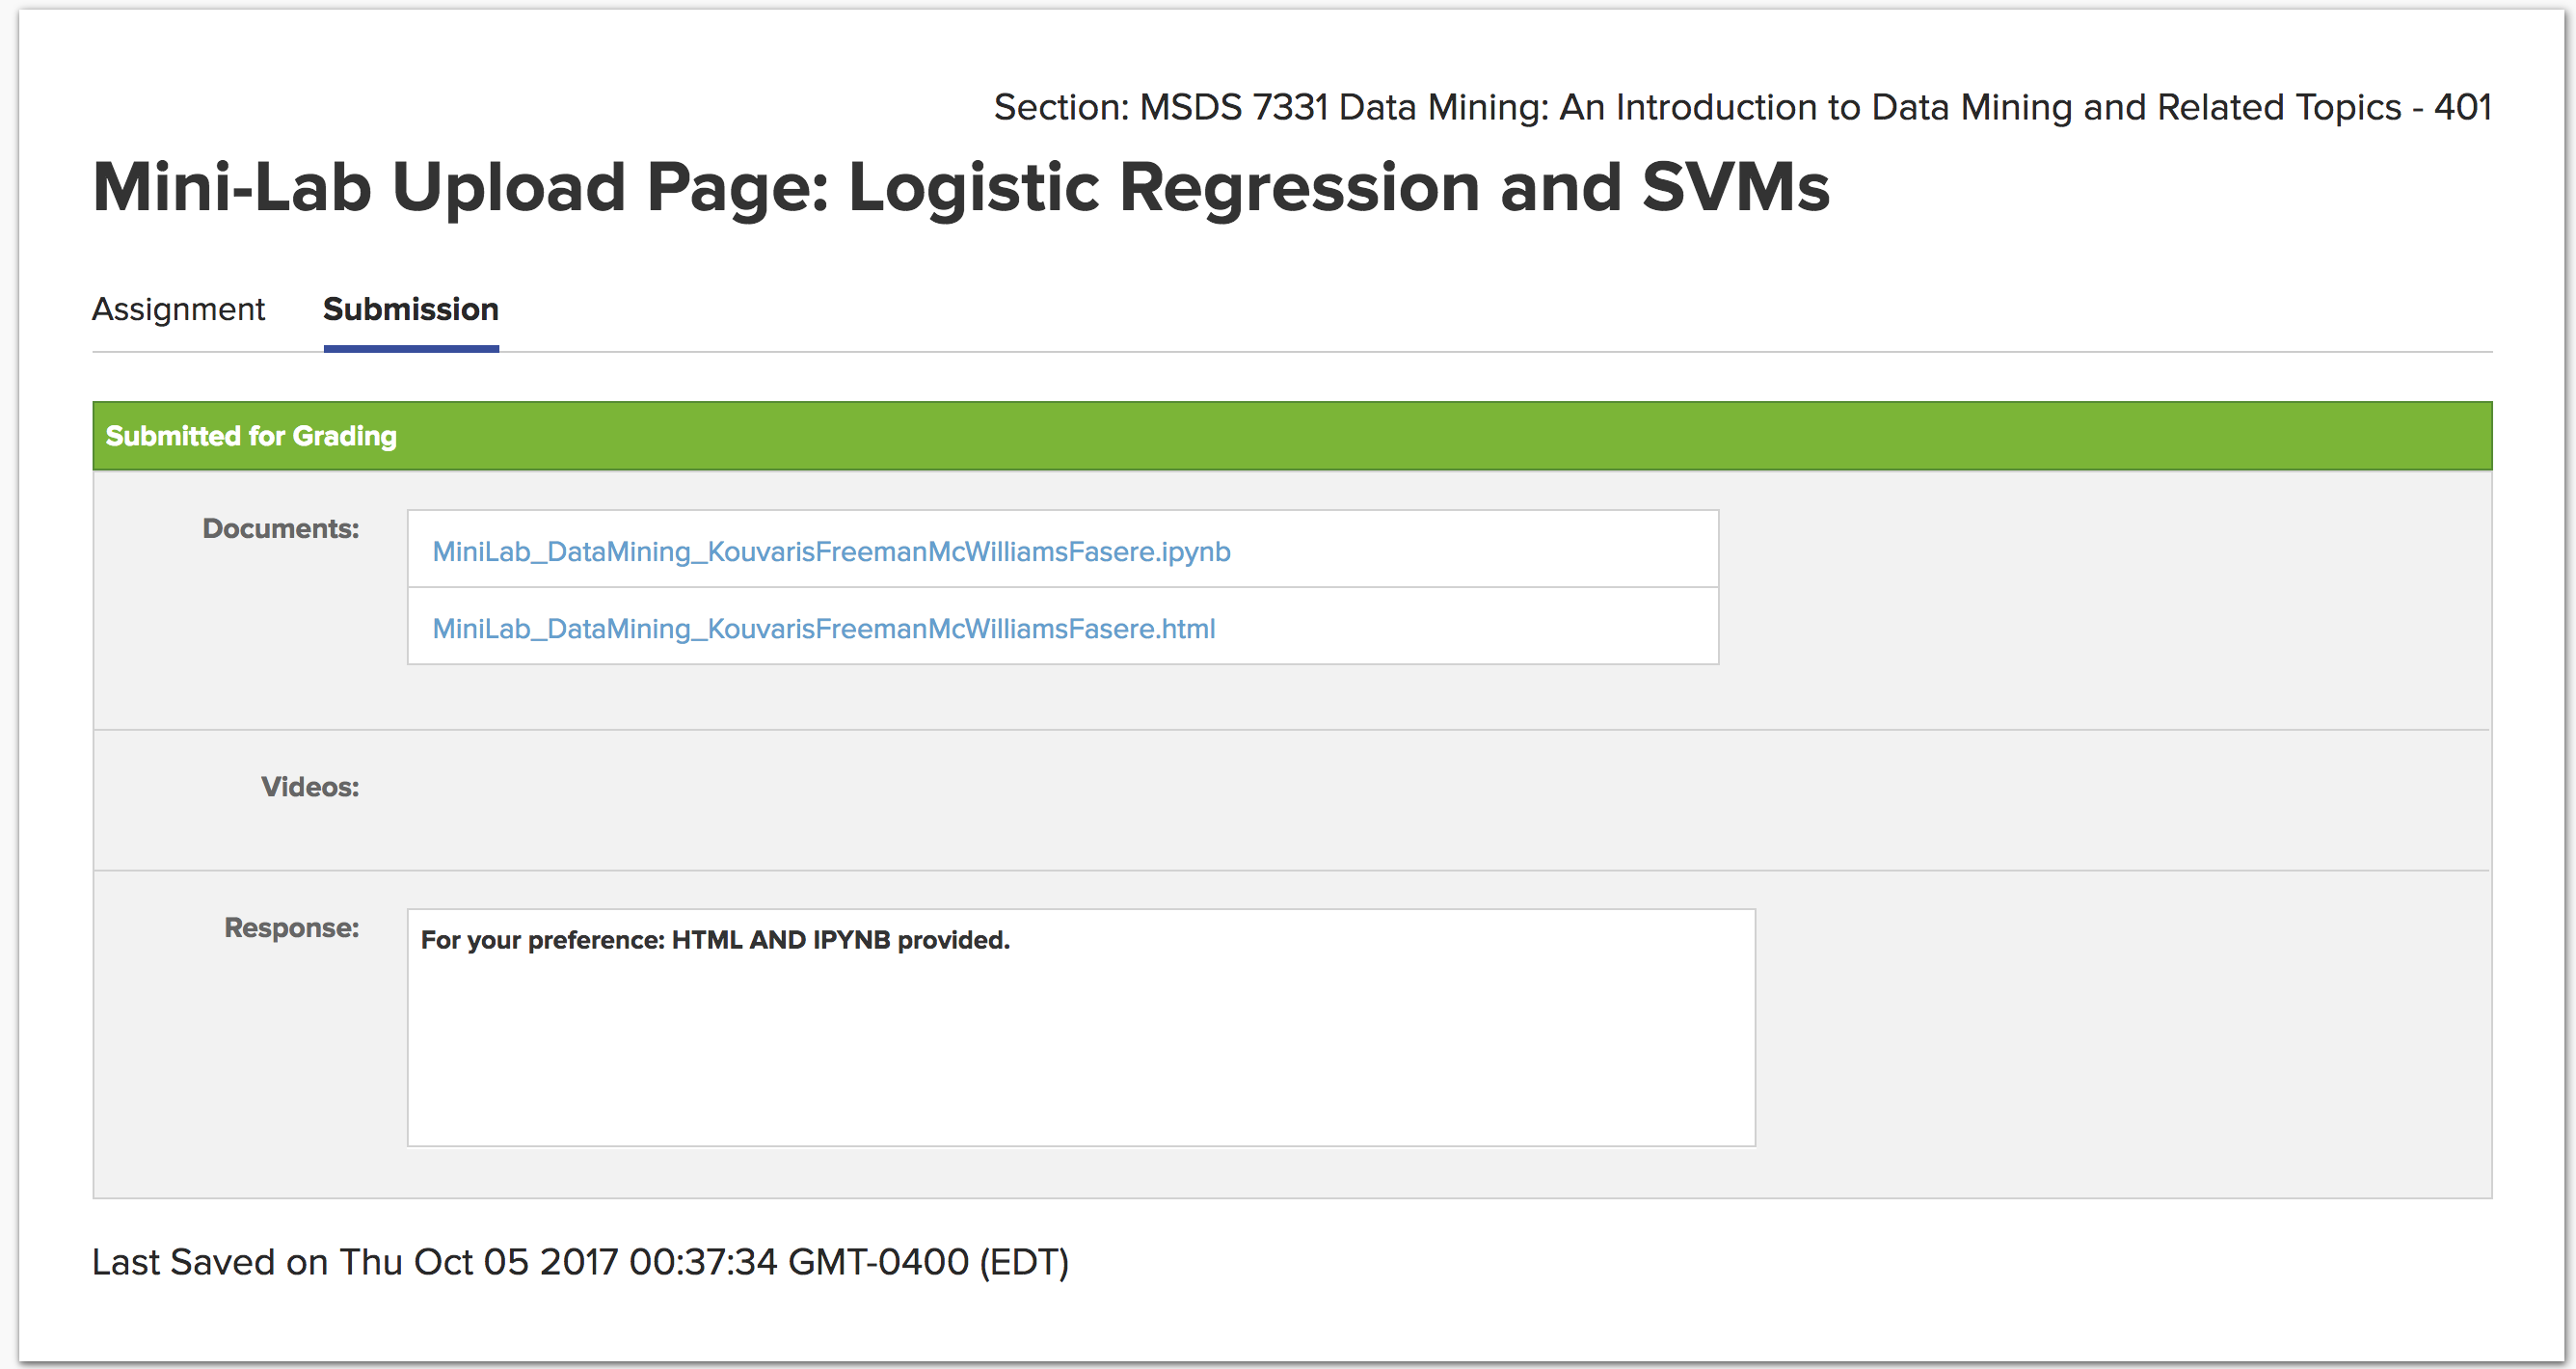 Section: MSDS 7331 Data Mining: An Introduction to Data Mining and Related Topics - 401
Mini-Lab Upload Page: Logistic Regression and SVMs
Assignment Submission
Submitted for Grading
Documents:
MiniLab_DataMining_KouvarisFreemanMcWilliamsFasere.ipynb
MiniLab_DataMining_KouvarisFreemanMcWilliamsFasere.html
Videos:
Response:
For your preference: HTML AND IPYNB provided.
Last Saved on Thu Oct 05 2017 00:37:34 GMT-0400 (EDT)